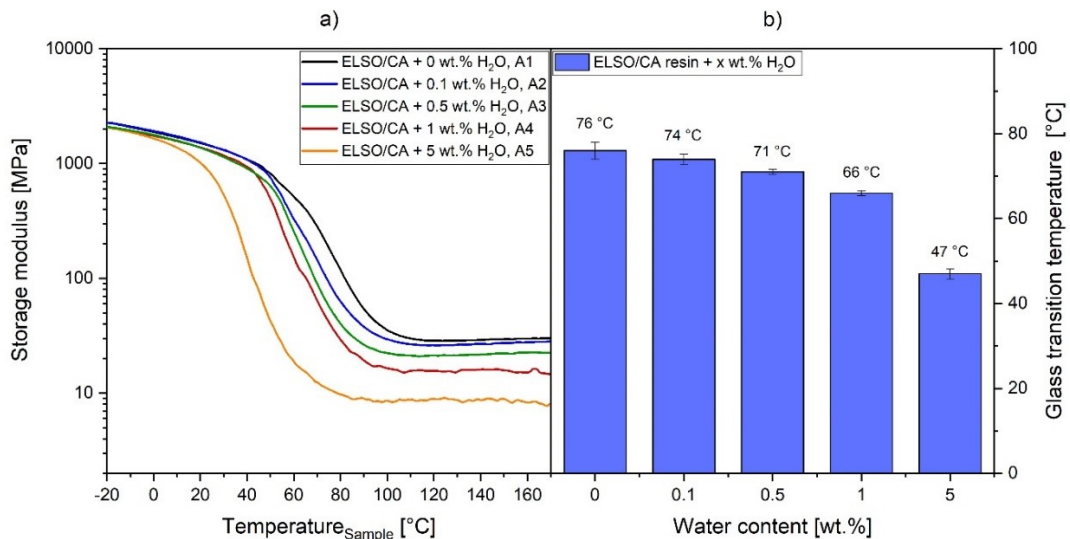 a)
10000
1000
100
10
Storage modulus [MPa]
ELSO/CA + 0 wt.% H₂O, A1
ELSO/CA + 0.1 wt.% H₂O, A2
ELSO/CA + 0.5 wt.% H₂O, A3
ELSO/CA + 1 wt.% H₂O, A4
ELSO/CA + 5 wt.% H₂O, A5
-20 0 20 40 60 80 100 120 140 160
Temperature_Sample [°C]
b)
ELSO/CA resin + x wt.% H₂O
76 °C
74 °C
71 °C
66 °C
47 °C
100
80
60
40
20
0
Glass transition temperature [°C]
0 0.1 0.5 1 5
Water content [wt.%]